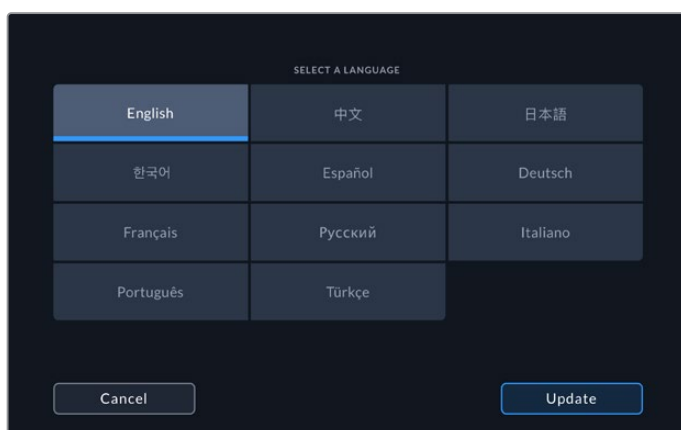 SELECT A LANGUAGE
English 中文 日本語
한국어 Español Deutsch
Français Русский Italiano
Português Türkçe
Cancel Update